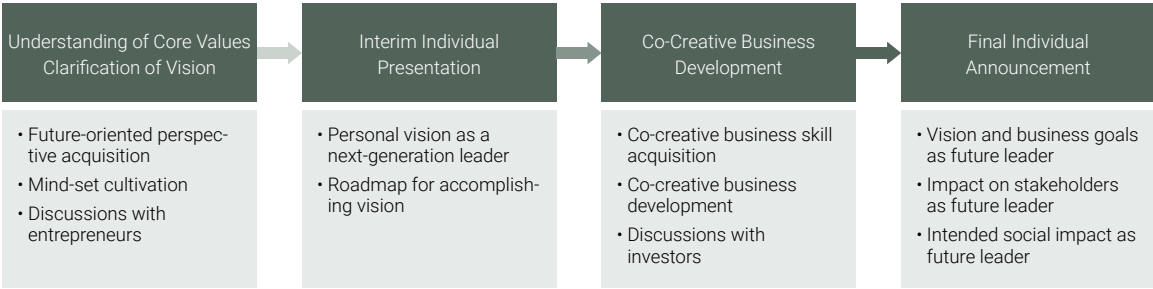 Understanding of Core Values
Clarification of Vision
• Future-oriented perspec-
tive acquisition
• Mind-set cultivation
• Discussions with
entrepreneurs
Interim Individual
Presentation
• Personal vision as a
next-generation leader
• Roadmap for accomplish-
ing vision
Co-Creative Business
Development
• Co-creative business skill
acquisition
• Co-creative business
development
• Discussions with
investors
Final Individual
Announcement
• Vision and business goals
as future leader
• Impact on stakeholders
as future leader
• Intended social impact as
future leader